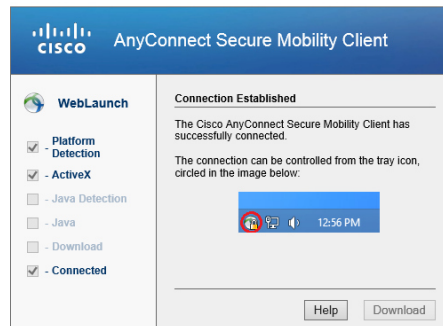 CISCO
AnyConnect Secure Mobility Client
WebLaunch
- Platform
Detection
- ActiveX
- Java Detection
- Java
- Download
- Connected
Connection Established
The Cisco AnyConnect Secure Mobility Client has
successfully connected.
The connection can be controlled from the tray icon,
circled in the image below:
12:56 PM
Help
Download